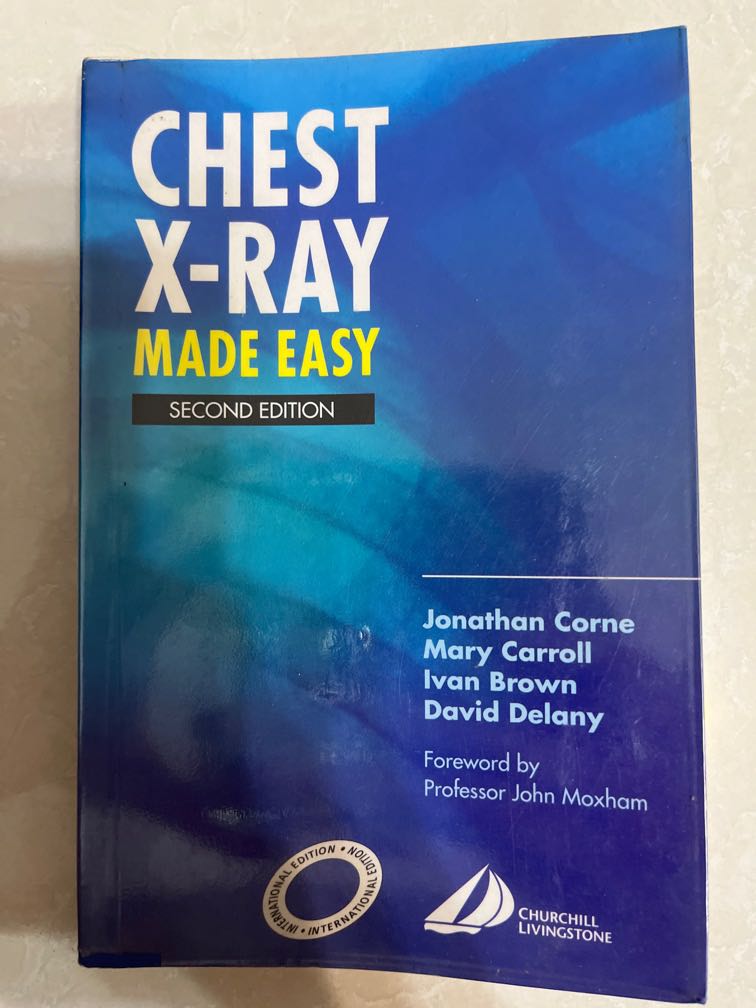 CHEST
X-RAY
MADE EASY
SECOND EDITION
Jonathan Corne
Mary Carroll
Ivan Brown
David Delany
Foreword by
Professor John Moxham
INTERNATIONAL EDITION • INTERNATIONAL EDITION •
CHURCHILL
LIVINGSTONE